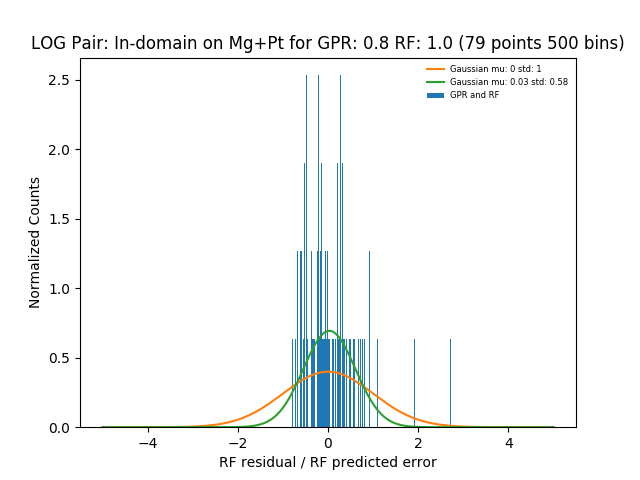 LOG Pair: In-domain on Mg+Pt for GPR: 0.8 RF: 1.0 (79 points 500 bins)
Gaussian mu: 0 std: 1
Gaussian mu: 0.03 std: 0.58
GPR and RF
Normalized Counts
2.5
2.0
1.5
1.0
0.5
0.0
−4 −2 0 2 4
RF residual / RF predicted error